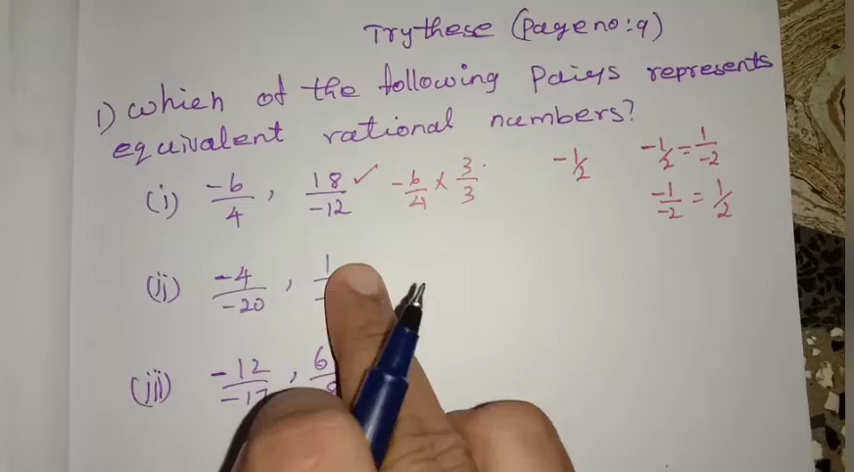 Try these (Page no: 9)
1) which of the following Pairs represents
equivalent rational numbers?
(i) -6/4 , 18/-12 ✓ -6/4 × 3/3 -1/2 -1/2 = 1/-2
-1/-2 = 1/2
(ii) -4/-20 ,
(iii) -12/-17 ,